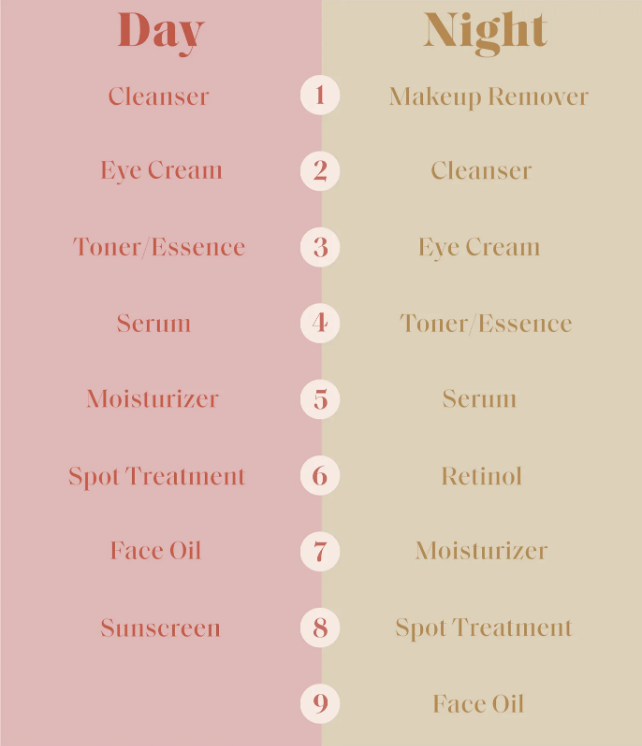 Day Night
Cleanser 1 Makeup Remover
Eye Cream 2 Cleanser
Toner/Essence 3 Eye Cream
Serum 4 Toner/Essence
Moisturizer 5 Serum
Spot Treatment 6 Retinol
Face Oil 7 Moisturizer
Sunscreen 8 Spot Treatment
9 Face Oil